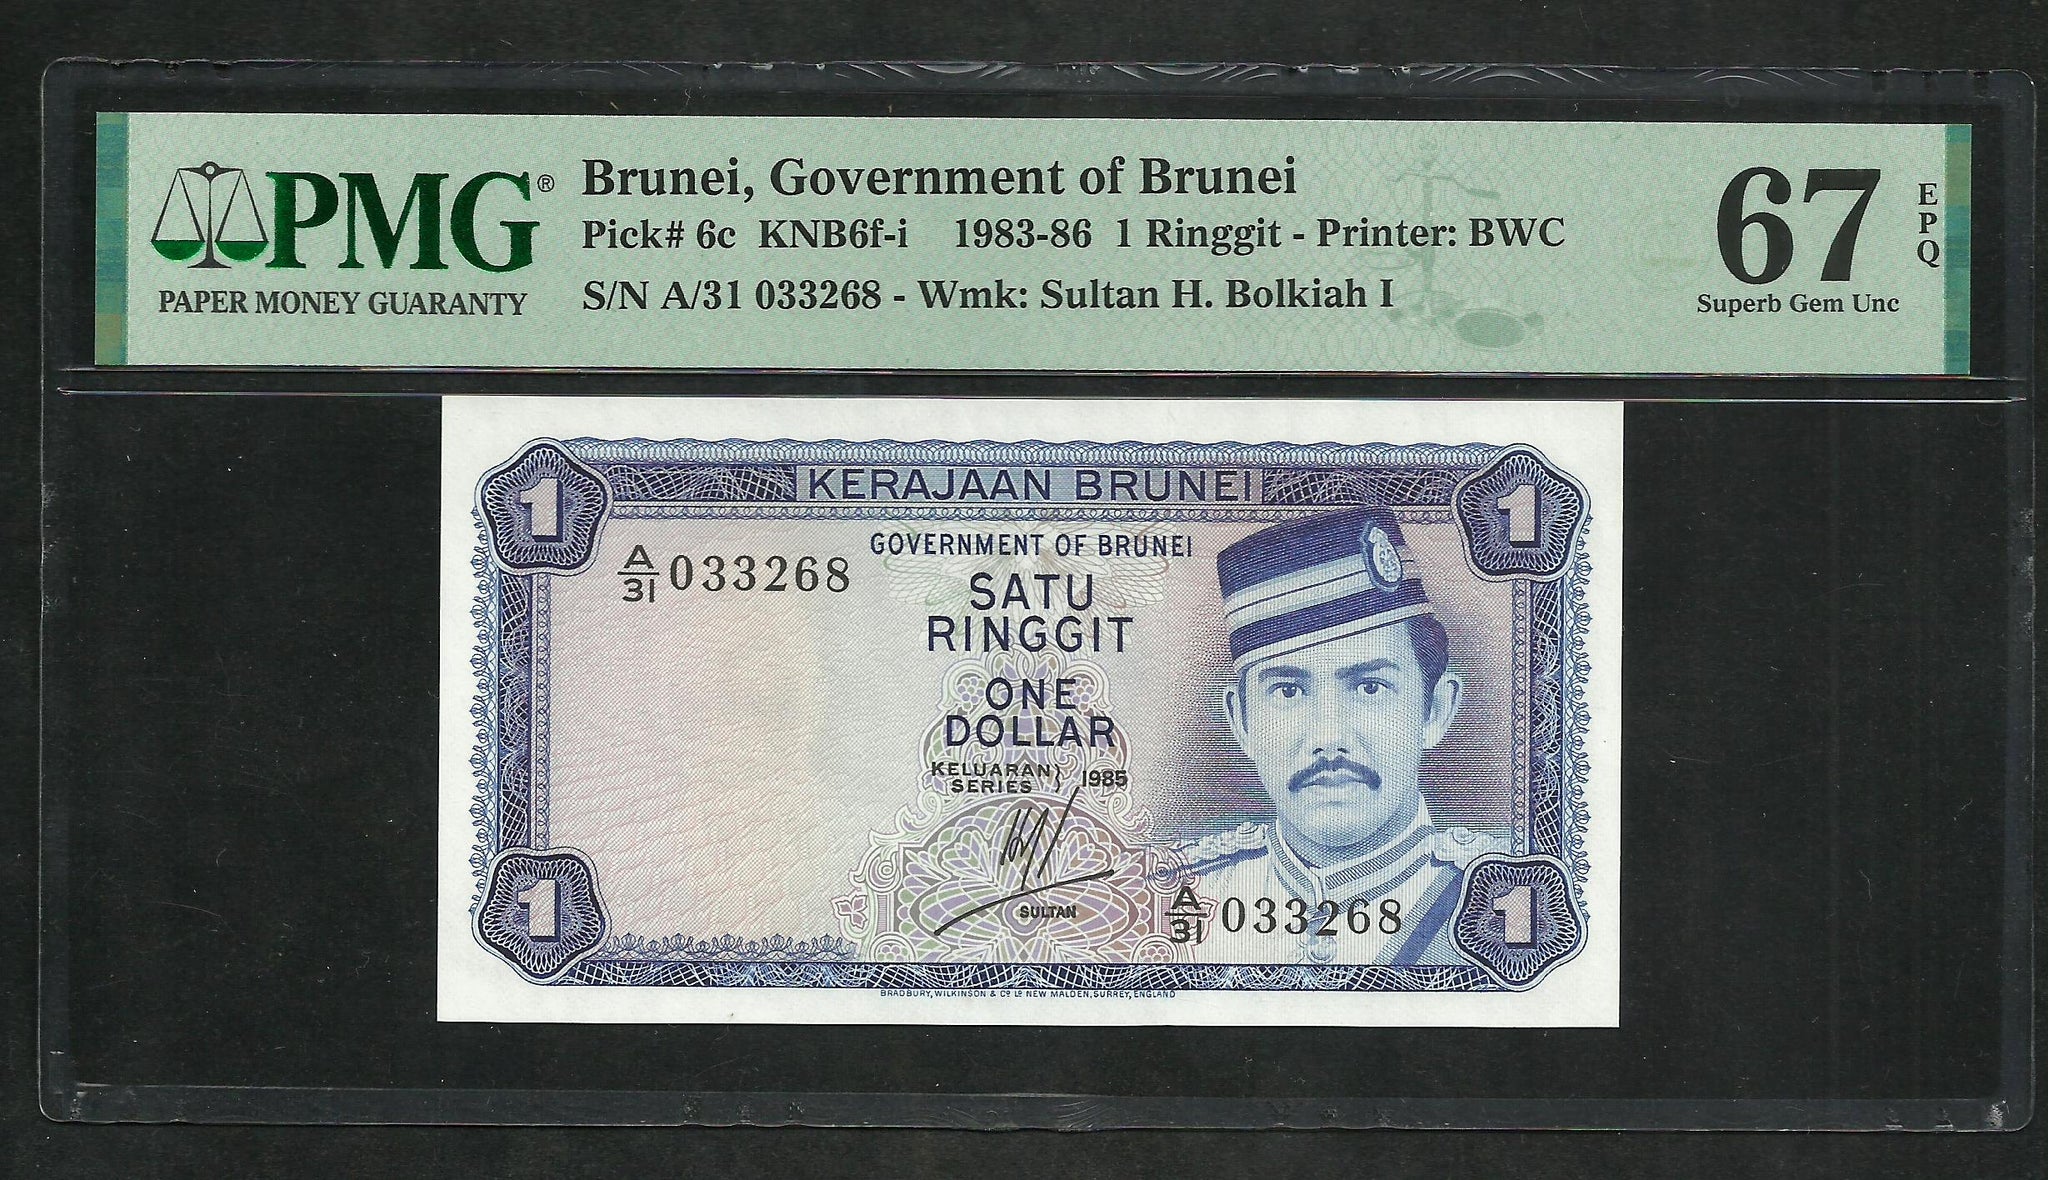 PMG®
PAPER MONEY GUARANTY
Brunei, Government of Brunei
Pick# 6c KNB6f-i 1983-86 1 Ringgit - Printer: BWC
S/N A/31 033268 - Wmk: Sultan H. Bolkiah I
67
EPQ
Superb Gem Unc
KERAJAAN BRUNEI
1
1
GOVERNMENT OF BRUNEI
A/31 033268
SATU
RINGGIT
ONE
DOLLAR
KELUARAN} 1985
SERIES
SULTAN
A/31 033268
1
1
BRADBURY, WILKINSON & Cº Lº NEW MALDEN, SURREY, ENGLAND